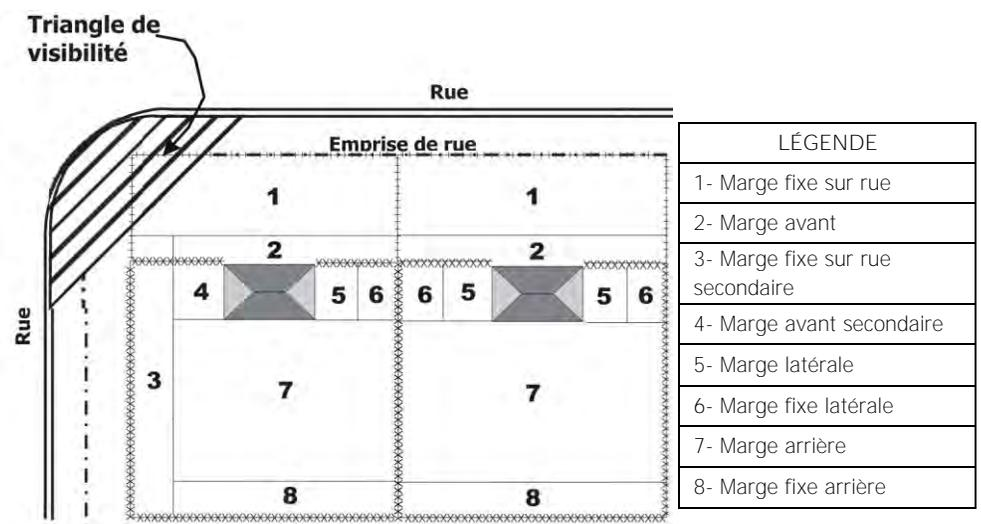 Triangle de
visibilité
Rue
Emprise de rue
1 1
2 2
4 5 6 6 5 5 6
Rue
3 7 7
8 8
LÉGENDE
1- Marge fixe sur rue
2- Marge avant
3- Marge fixe sur rue
secondaire
4- Marge avant secondaire
5- Marge latérale
6- Marge fixe latérale
7- Marge arrière
8- Marge fixe arrière